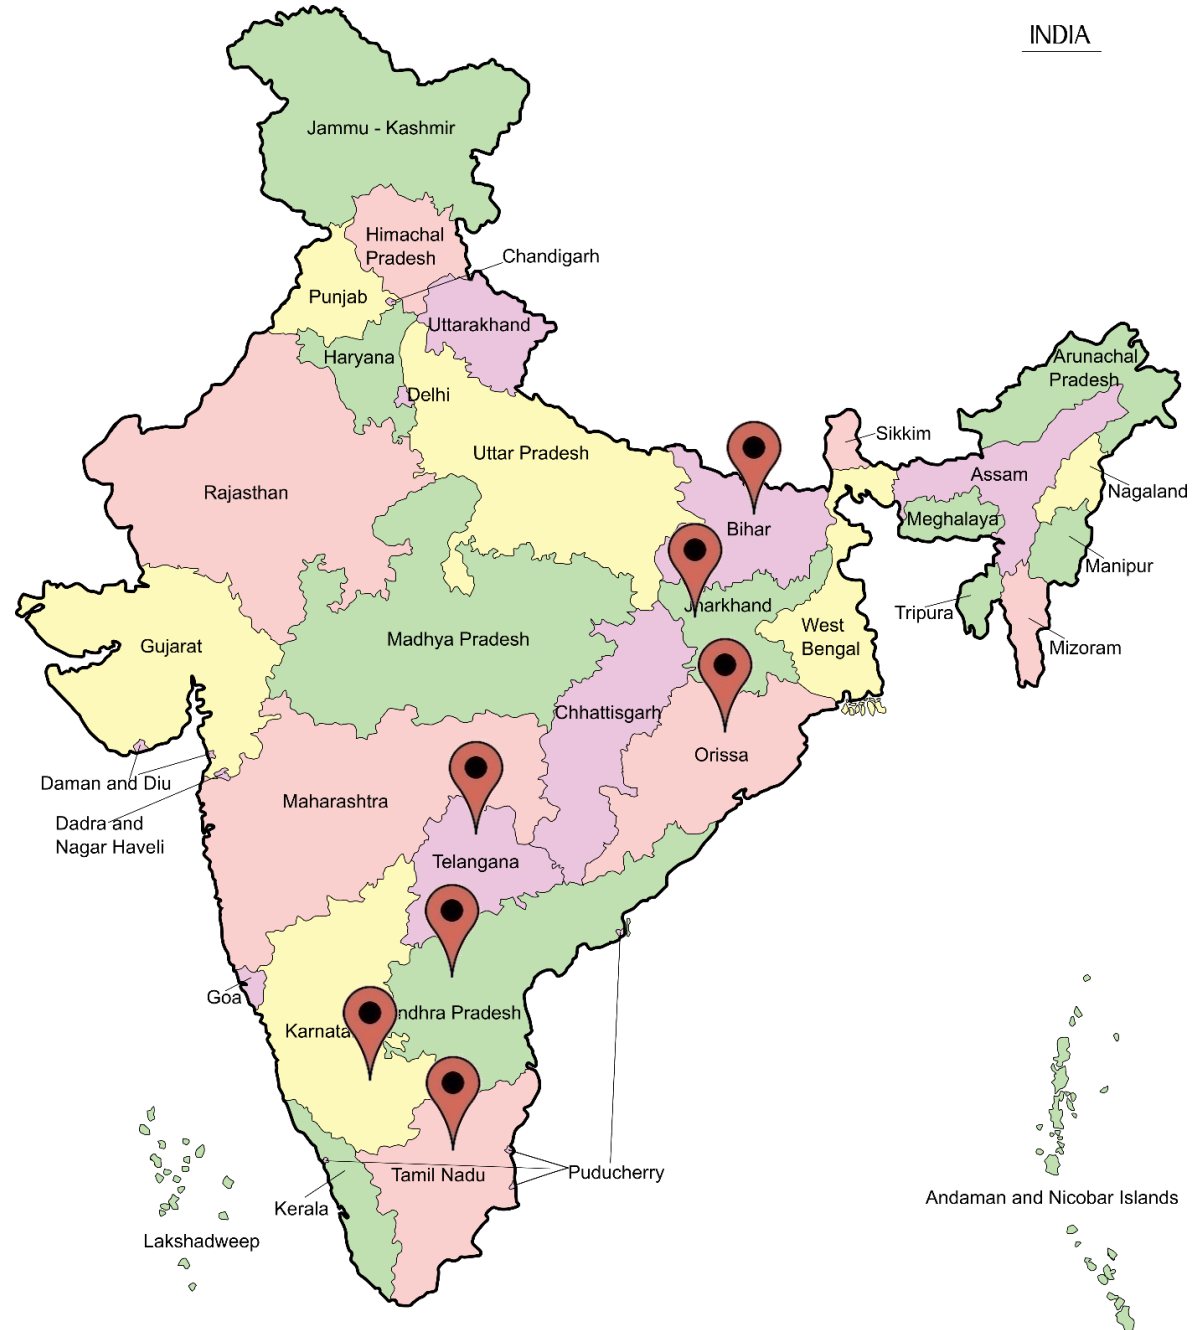 INDIA
Jammu - Kashmir
Himachal
Pradesh
Chandigarh
Punjab
Uttarakhand
Haryana
Delhi
Arunachal
Pradesh
Sikkim
Uttar Pradesh
Assam
Rajasthan
Nagaland
Meghalaya
Bihar
Manipur
Jharkhand
Tripura
West
Bengal
Madhya Pradesh
Gujarat
Mizoram
Chhattisgarh
Orissa
Daman and Diu
Maharashtra
Dadra and
Nagar Haveli
Telangana
Goa
ndhra Pradesh
Karnata
Tamil Nadu
Puducherry
Kerala
Andaman and Nicobar Islands
Lakshadweep